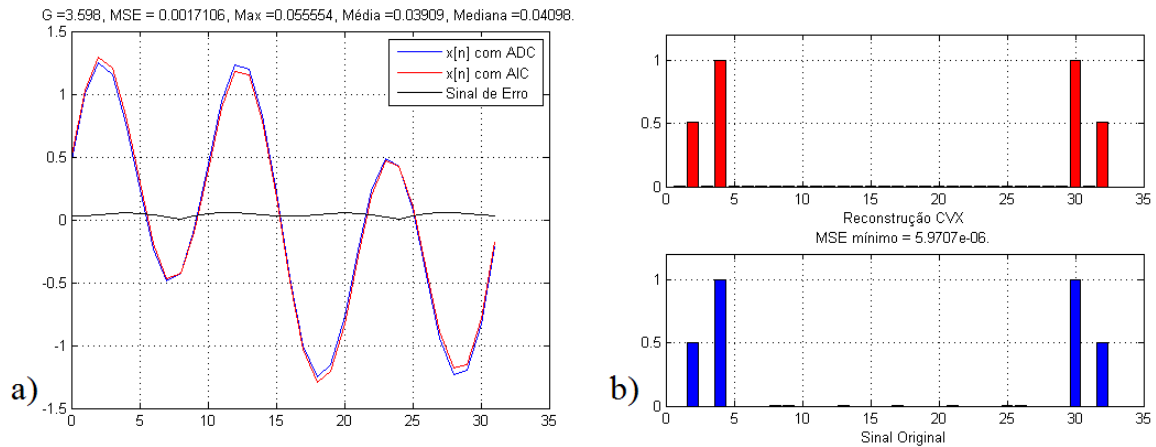 G =3.598, MSE = 0.0017106, Max =0.055554, Média =0.03909, Mediana =0.04098.
1.5
1
0.5
0
-0.5
-1
-1.5
0 5 10 15 20 25 30 35
x[n] com ADC
x[n] com AIC
Sinal de Erro
a)
1
0.5
0
0 5 10 15 20 25 30 35
Reconstrução CVX
MSE mínimo = 5.9707e-06.
1
0.5
0
0 5 10 15 20 25 30 35
Sinal Original
b)